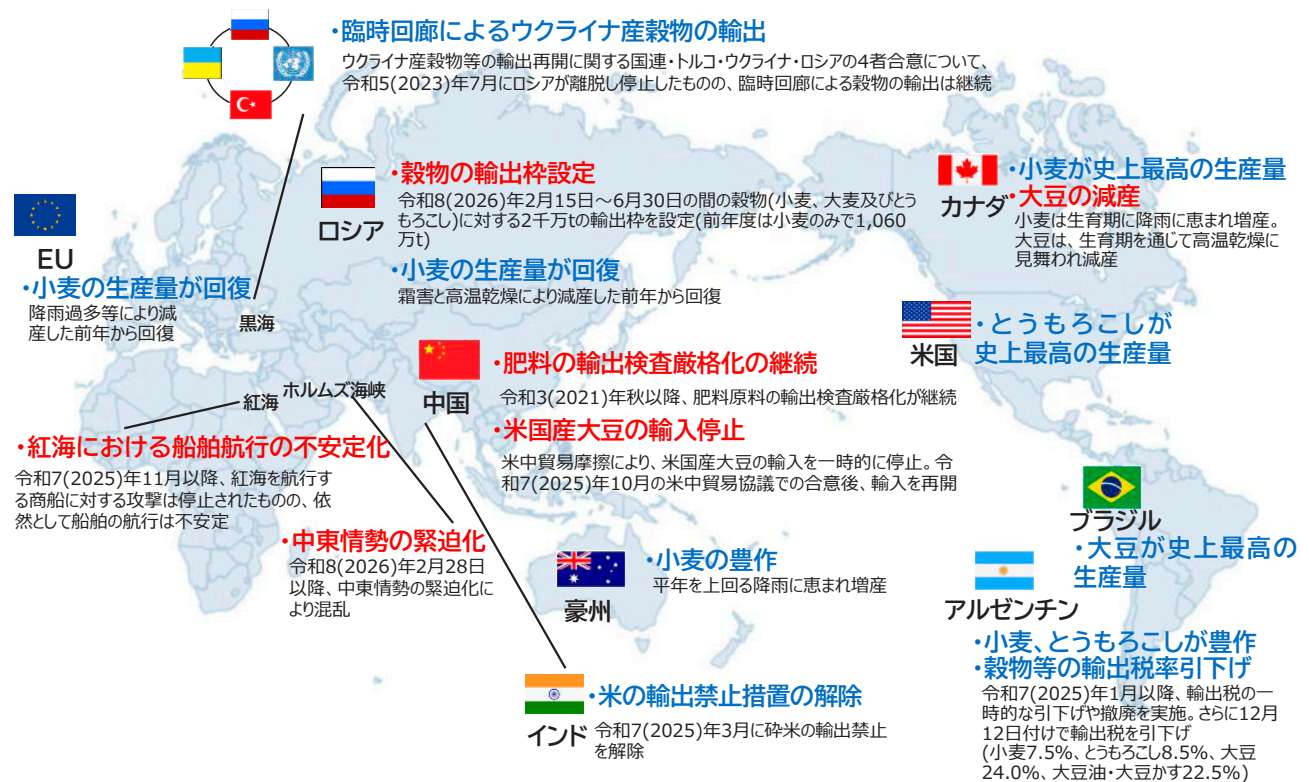 ・臨時回廊によるウクライナ産穀物の輸出
ウクライナ産穀物等の輸出再開に関する国連・トルコ・ウクライナ・ロシアの4者合意について、
令和5(2023)年7月にロシアが離脱し停止したものの、臨時回廊による穀物の輸出は継続
EU
・小麦の生産量が回復
降雨過多等により減
産した前年から回復
黒海
ロシア
・穀物の輸出枠設定
令和8(2026)年2月15日～6月30日の間の穀物(小麦、大麦及びとう
もろこし)に対する2千万tの輸出枠を設定(前年度は小麦のみで1,060
万t)
・小麦の生産量が回復
霜害と高温乾燥により減産した前年から回復
カナダ
・小麦が史上最高の生産量
・大豆の減産
小麦は生育期に降雨に恵まれ増産。
大豆は、生育期を通じて高温乾燥に
見舞われ減産
米国
・とうもろこしが
史上最高の生産量
中国
・肥料の輸出検査厳格化の継続
令和3(2021)年秋以降、肥料原料の輸出検査厳格化が継続
・米国産大豆の輸入停止
米中貿易摩擦により、米国産大豆の輸入を一時的に停止。令
和7(2025)年10月の米中貿易協議での合意後、輸入を再開
紅海
ホルムズ海峡
・紅海における船舶航行の不安定化
令和7(2025)年11月以降、紅海を航行す
る商船に対する攻撃は停止されたものの、依
然として船舶の航行は不安定
・中東情勢の緊迫化
令和8(2026)年2月28日
以降、中東情勢の緊迫化に
より混乱
豪州
・小麦の豊作
平年を上回る降雨に恵まれ増産
ブラジル
・大豆が史上最高の
生産量
アルゼンチン
・小麦、とうもろこしが豊作
・穀物等の輸出税率引下げ
令和7(2025)年1月以降、輸出税の一
時的な引下げや撤廃を実施。さらに12月
12日付けで輸出税を引下げ
(小麦7.5%、とうもろこし8.5%、大豆
24.0%、大豆油・大豆かす22.5%)
インド
・米の輸出禁止措置の解除
令和7(2025)年3月に砕米の輸出禁止
を解除